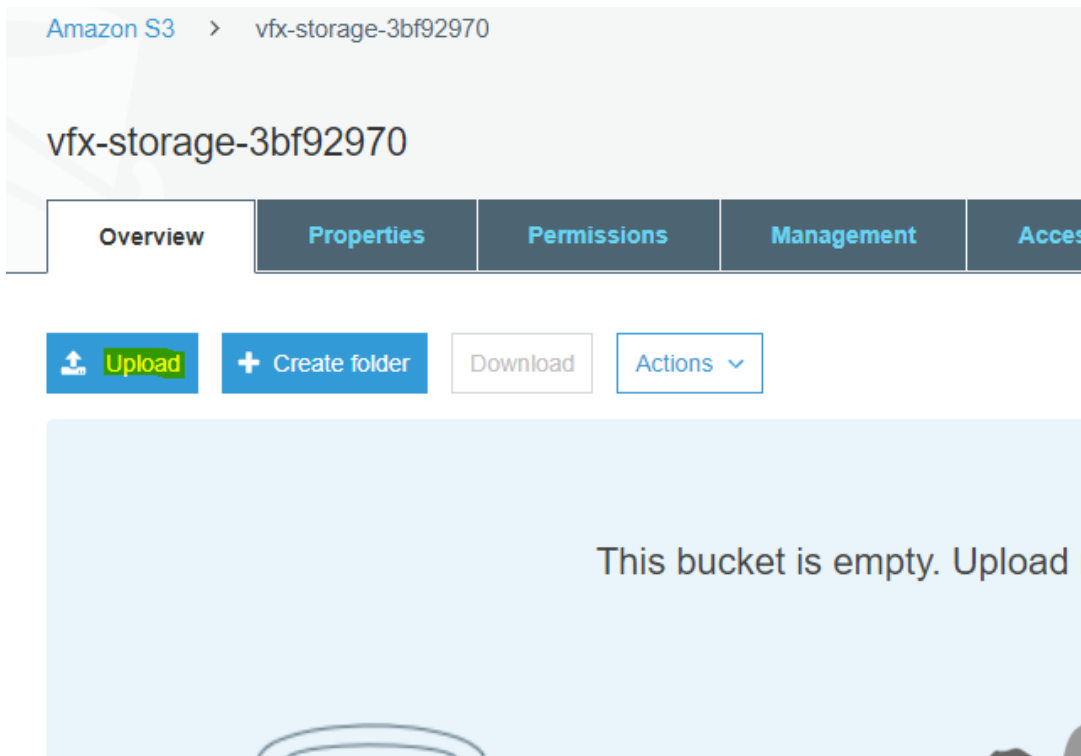 Amazon S3 > vfx-storage-3bf92970
vfx-storage-3bf92970
Overview Properties Permissions Management Acces
Upload Create folder Download Actions
This bucket is empty. Upload